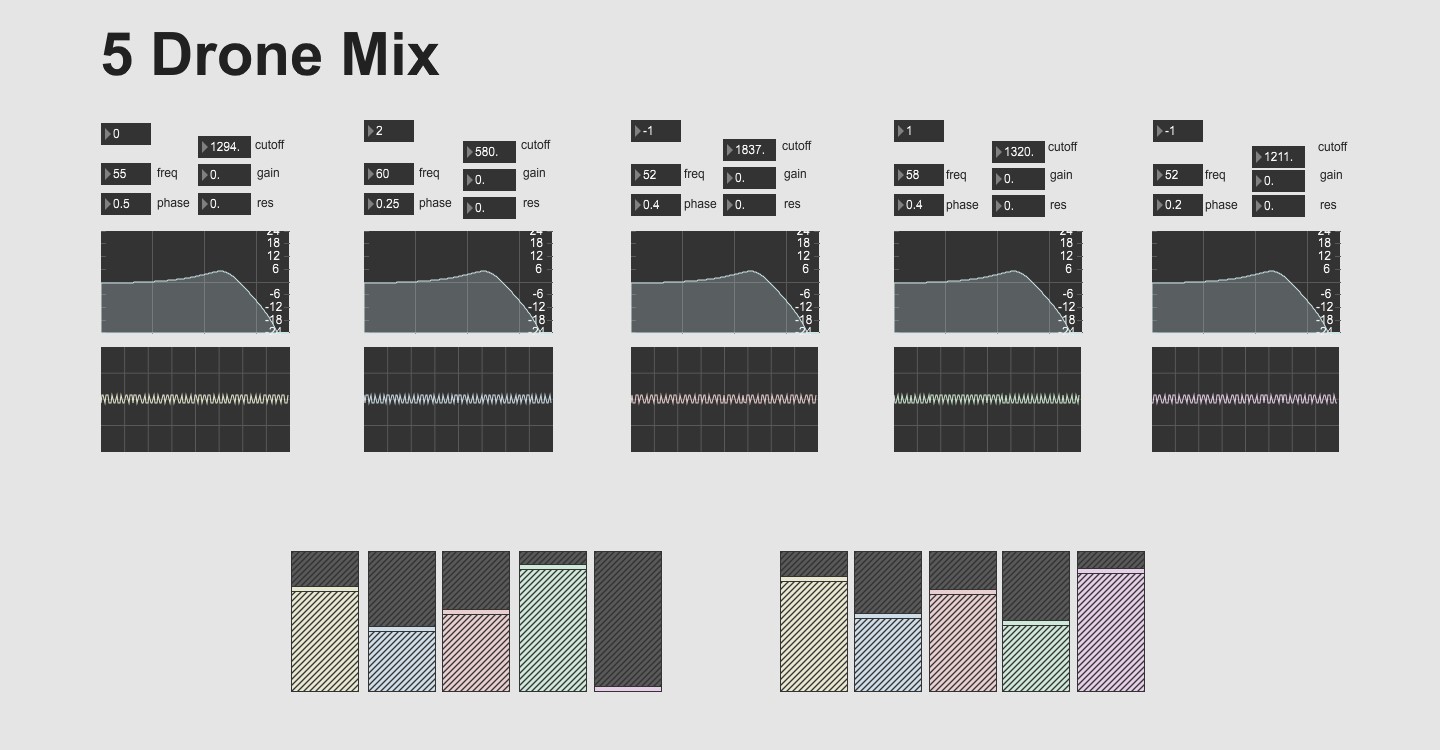 5 Drone Mix
0
1294. cutoff
55 freq 0. gain
0.5 phase 0. res
2
580. cutoff
60 freq 0. gain
0.25 phase 0. res
-1
1837. cutoff
52 freq 0. gain
0.4 phase 0. res
1
1320. cutoff
58 freq 0. gain
0.4 phase 0. res
-1
1211. cutoff
52 freq 0. gain
0.2 phase 0. res
24
18
12
6
-6
-12
-18
-24
24
18
12
6
-6
-12
-18
-24
24
18
12
6
-6
-12
-18
-24
24
18
12
6
-6
-12
-18
-24
24
18
12
6
-6
-12
-18
-24